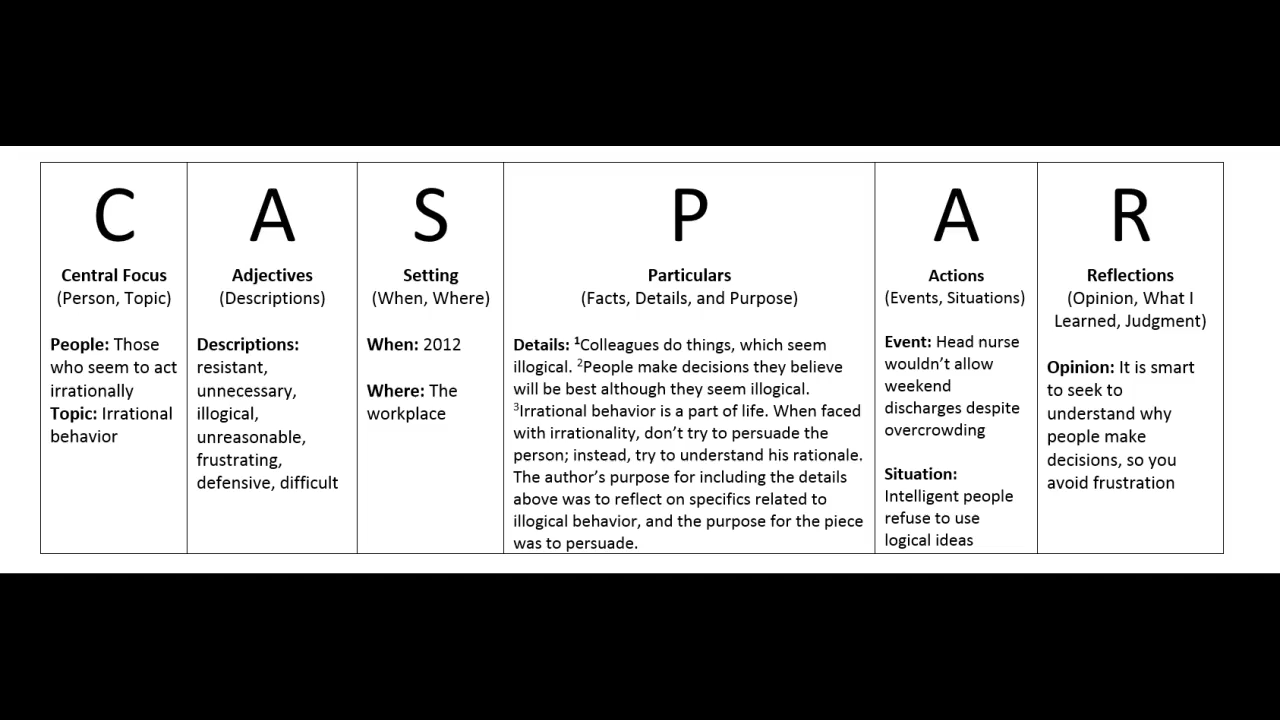 C
Central Focus
(Person, Topic)
People: Those
who seem to act
irrationally
Topic: Irrational
behavior
A
Adjectives
(Descriptions)
Descriptions:
resistant,
unnecessary,
illogical,
unreasonable,
frustrating,
defensive, difficult
S
Setting
(When, Where)
When: 2012
Where: The
workplace
P
Particulars
(Facts, Details, and Purpose)
Details: ¹Colleagues do things, which seem
illogical. ²People make decisions they believe
will be best although they seem illogical.
³Irrational behavior is a part of life. When faced
with irrationality, don't try to persuade the
person; instead, try to understand his rationale.
The author's purpose for including the details
above was to reflect on specifics related to
illogical behavior, and the purpose for the piece
was to persuade.
A
Actions
(Events, Situations)
Event: Head nurse
wouldn't allow
weekend
discharges despite
overcrowding
Situation:
Intelligent people
refuse to use
logical ideas
R
Reflections
(Opinion, What I
Learned, Judgment)
Opinion: It is smart
to seek to
understand why
people make
decisions, so you
avoid frustration